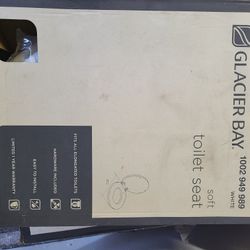 GLACIER BAY.
1002 949 989
WHITE
soft
toilet seat
FITS ALL ELONGATED TOILETS
HARDWARE INCLUDED
EASY TO INSTALL
LIMITED 1 YEAR WARRANTY